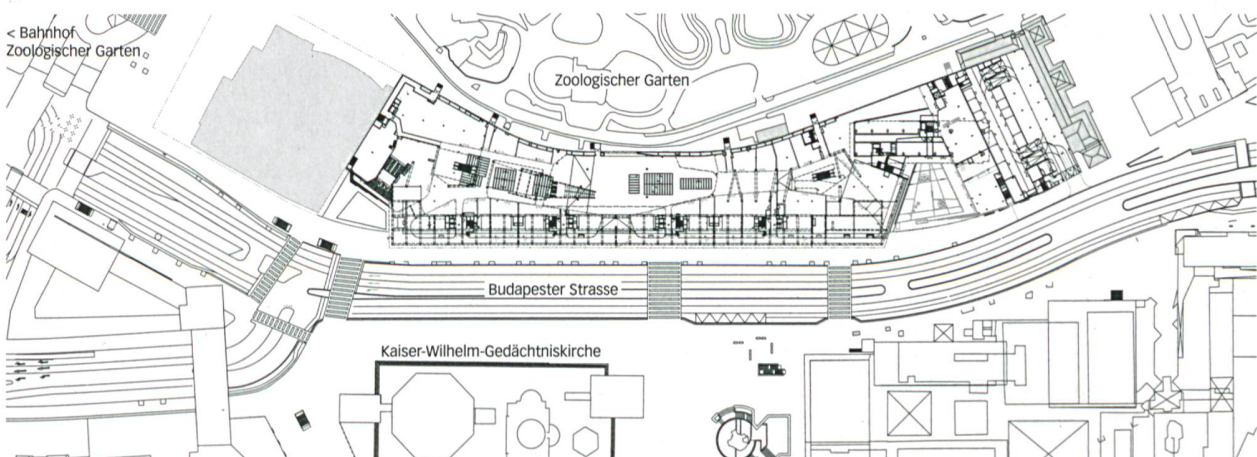 < Bahnhof
Zoologischer Garten
Zoologischer Garten
Budapester Strasse
Kaiser-Wilhelm-Gedächtniskirche